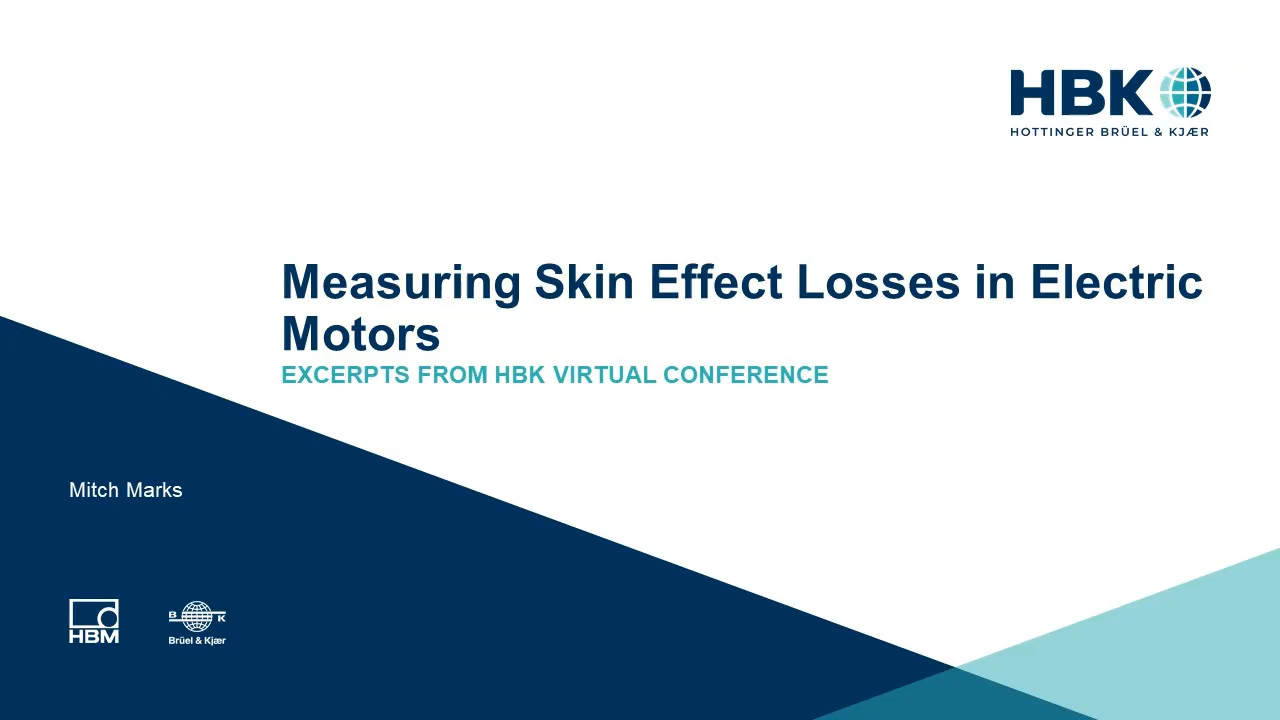 HBK
HOTTINGER BRÜEL & KJÆR
Measuring Skin Effect Losses in Electric
Motors
EXCERPTS FROM HBK VIRTUAL CONFERENCE
Mitch Marks
HBM
B K
Brüel & Kjær